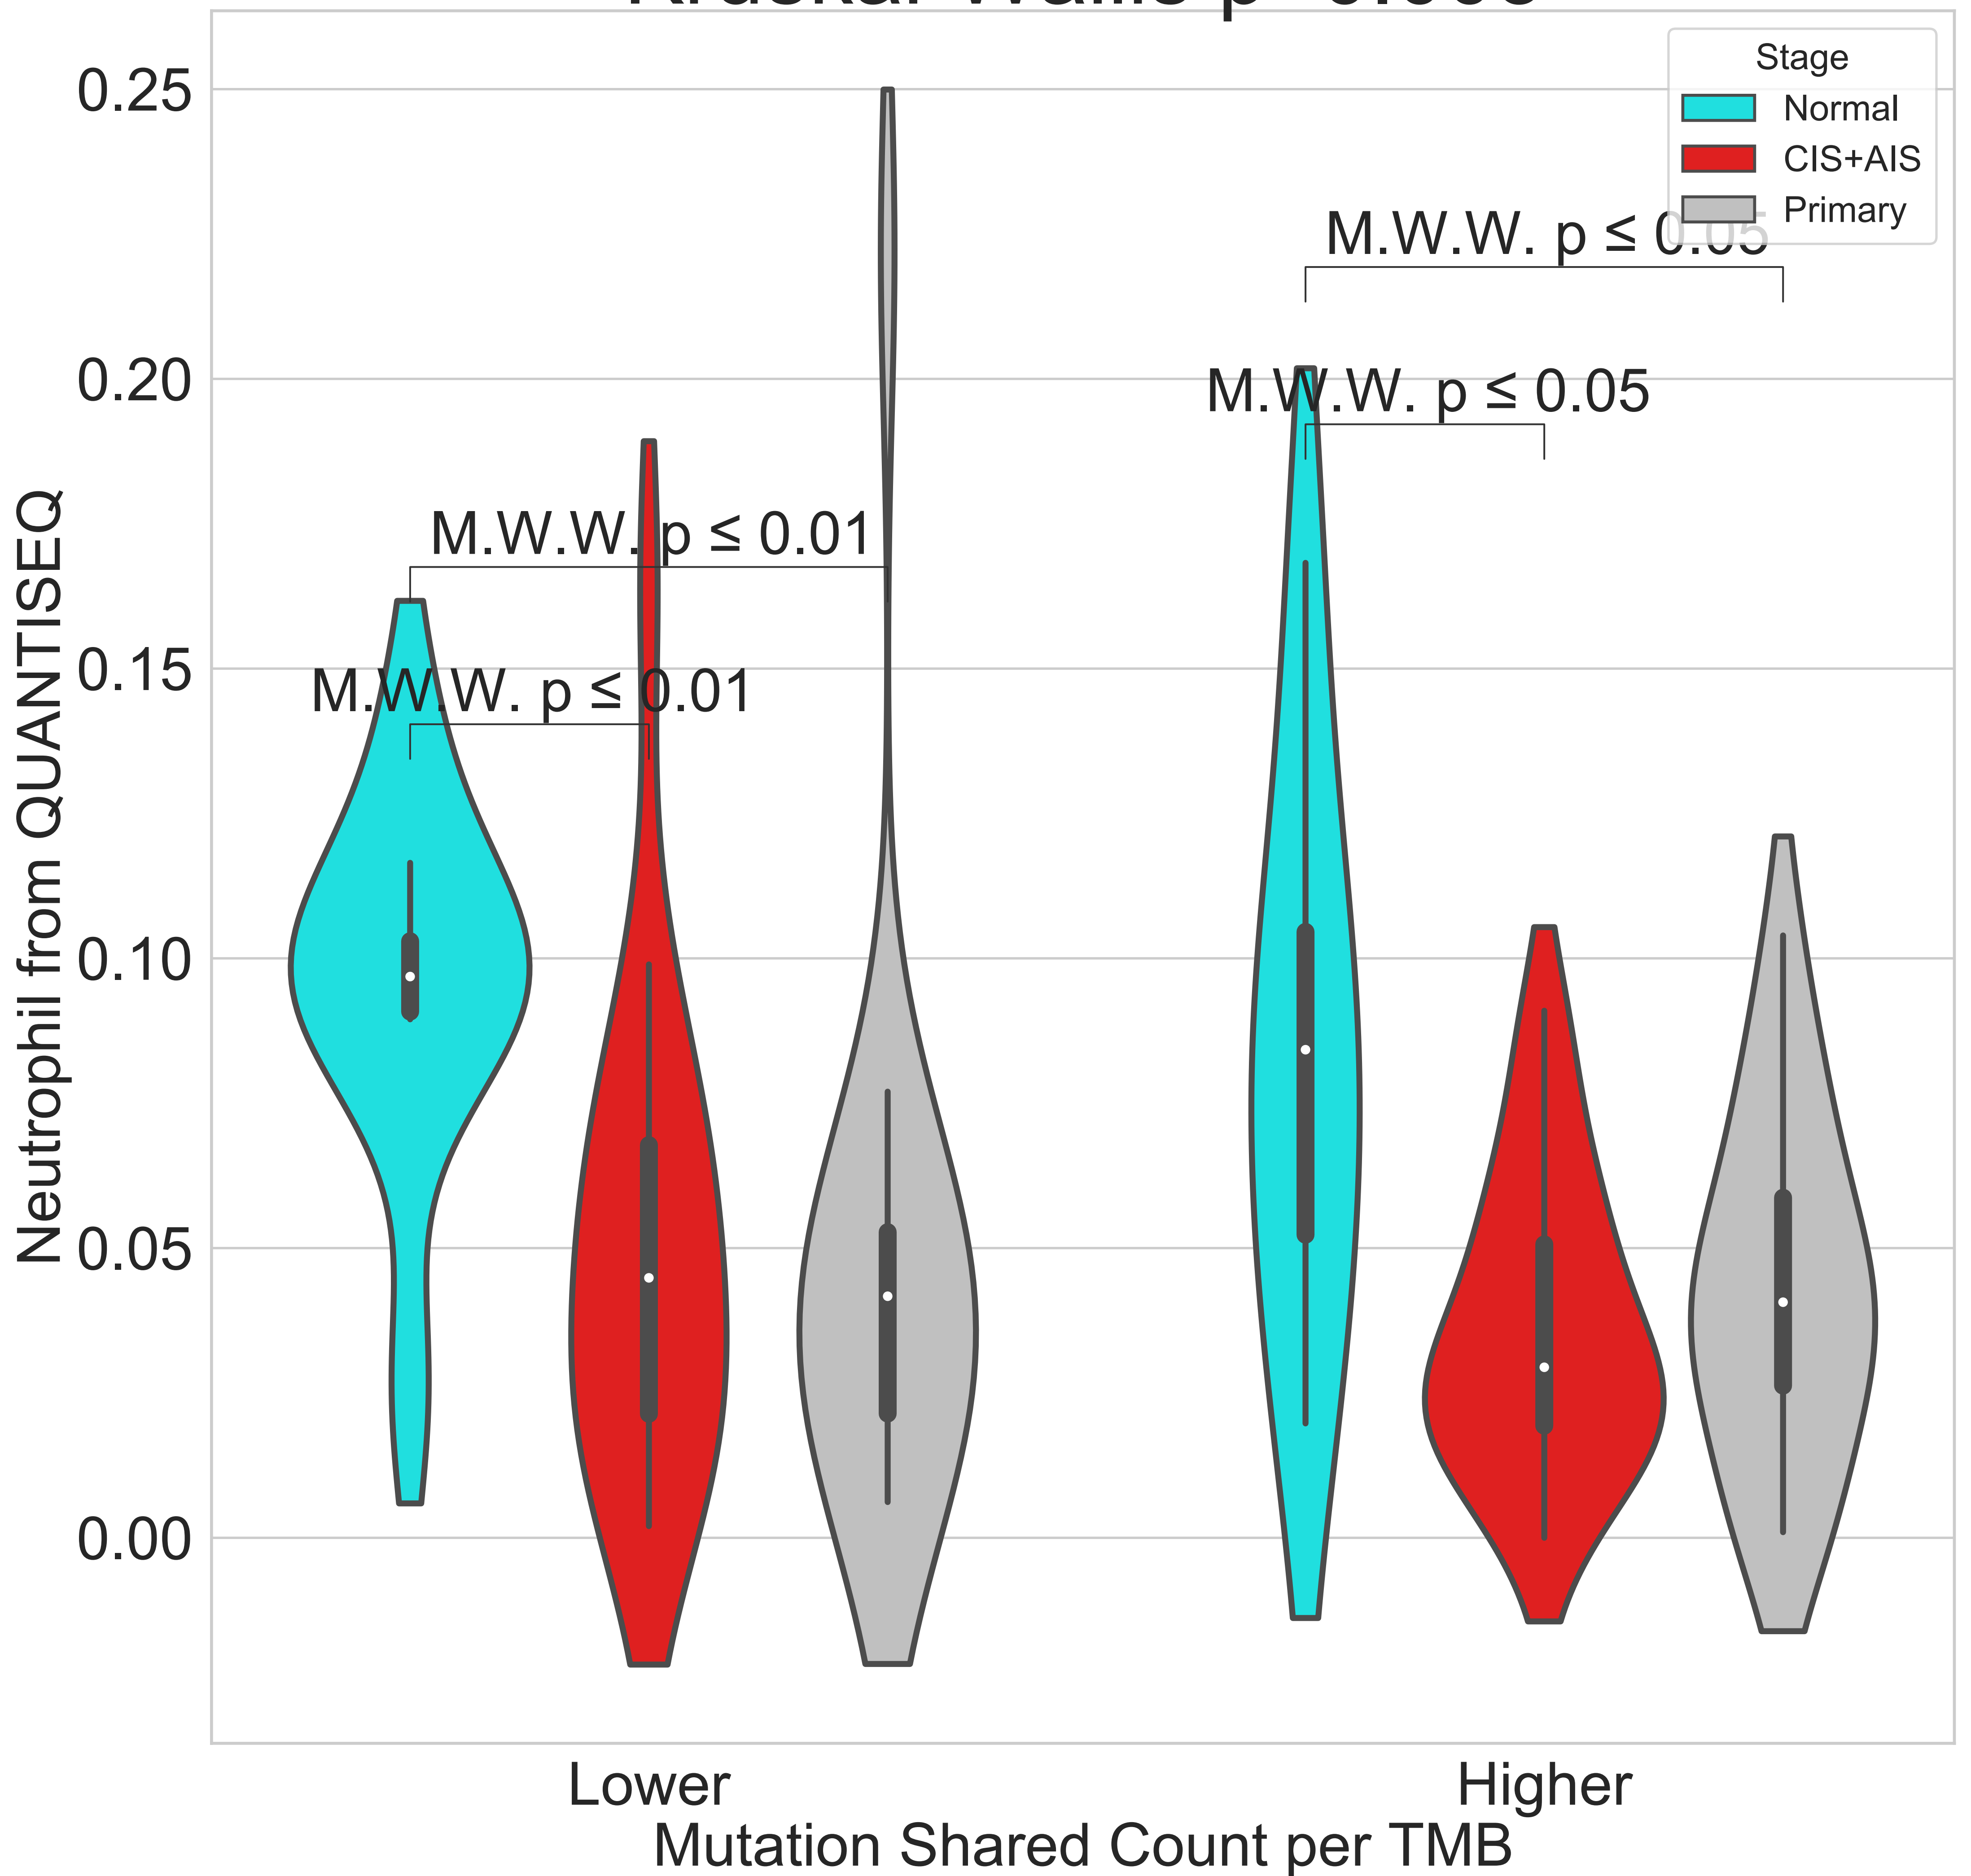 Stage
Normal
CIS+AIS
Primary
M.W.W. p ≤ 0.05
M.W.W. p ≤ 0.05
M.W.W. p ≤ 0.01
M.W.W. p ≤ 0.01
0.25
0.20
0.15
0.10
0.05
0.00
Neutrophil from QUANTISEQ
Lower
Higher
Mutation Shared Count per TMB